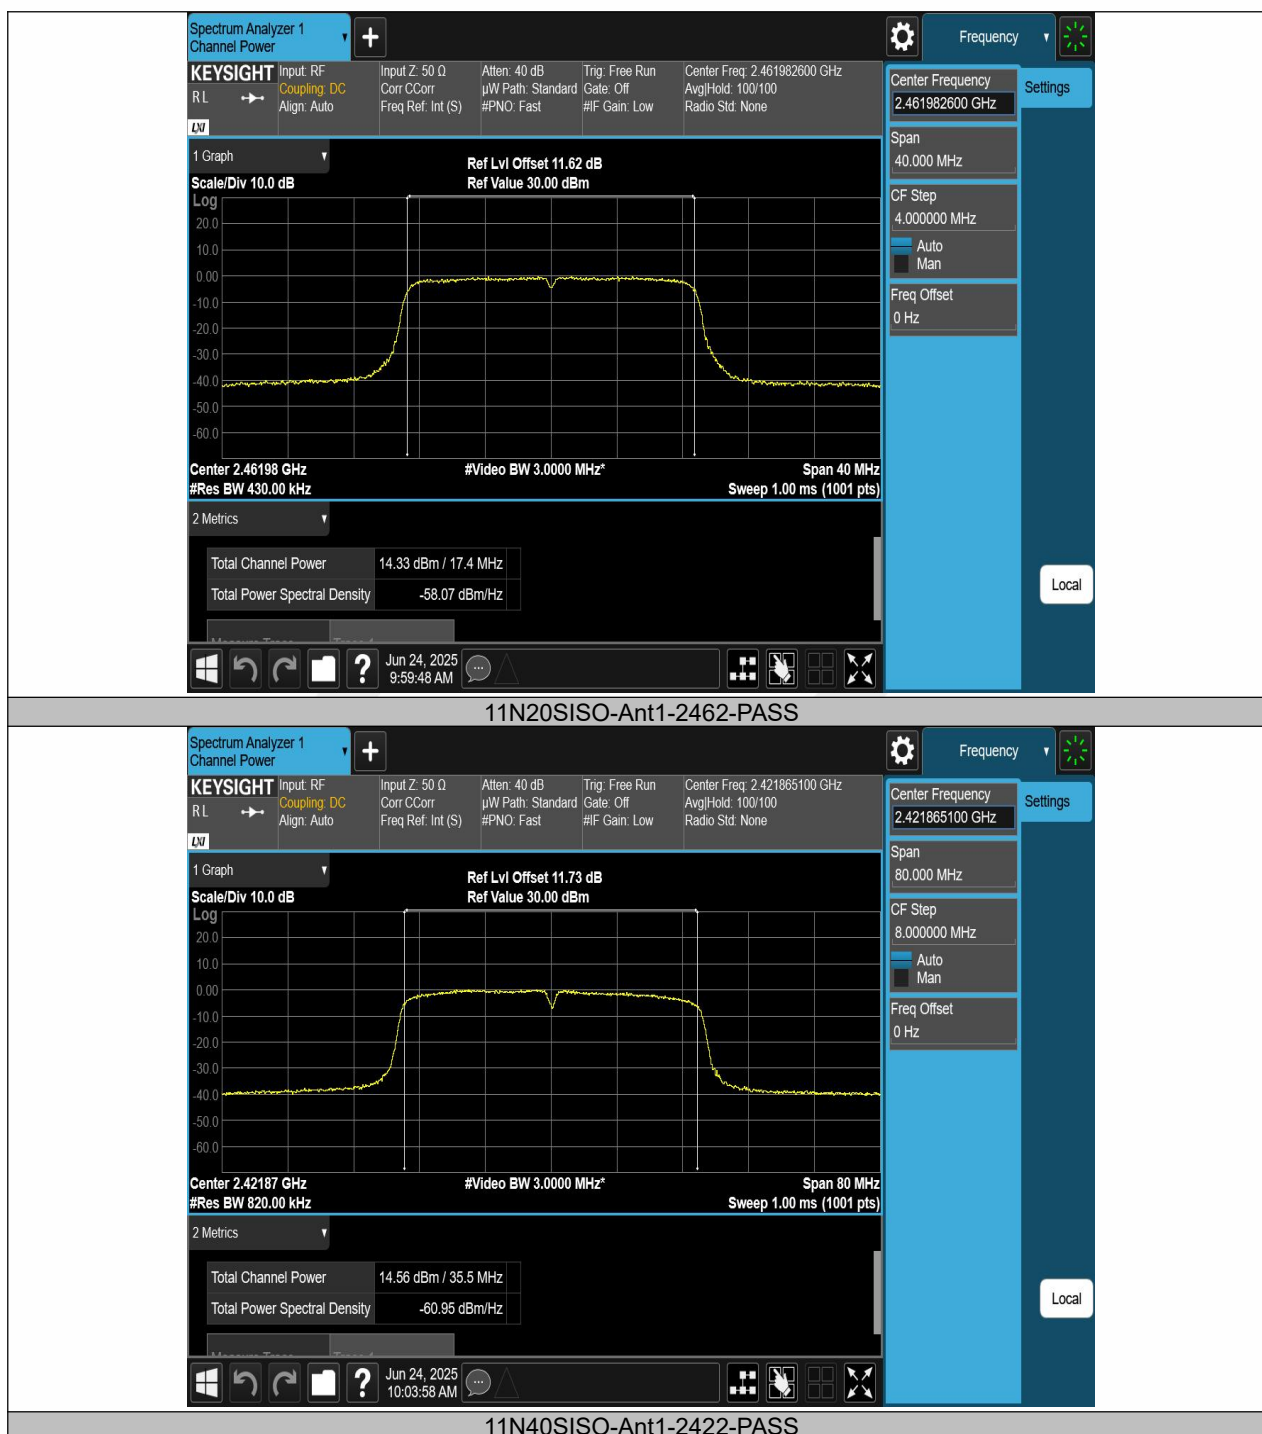 Spectrum Analyzer 1
Channel Power
+
Frequency
KEYSIGHT
RL
LXI
Input: RF
Coupling: DC
Align: Auto
Input Z: 50 Ω
Corr CCorr
Freq Ref: Int (S)
Atten: 40 dB
µW Path: Standard
#PNO: Fast
Trig: Free Run
Gate: Off
#IF Gain: Low
Center Freq: 2.461982600 GHz
Avg|Hold: 100/100
Radio Std: None
Center Frequency
2.461982600 GHz
Settings
Span
40.000 MHz
CF Step
4.000000 MHz
Auto
Man
Freq Offset
0 Hz
1 Graph
Scale/Div 10.0 dB
Ref Lvl Offset 11.62 dB
Ref Value 30.00 dBm
Log
20.0
10.0
0.00
-10.0
-20.0
-30.0
-40.0
-50.0
-60.0
Center 2.46198 GHz
#Video BW 3.0000 MHz*
Span 40 MHz
#Res BW 430.00 kHz
Sweep 1.00 ms (1001 pts)
2 Metrics
Total Channel Power 14.33 dBm / 17.4 MHz
Total Power Spectral Density -58.07 dBm/Hz
Local
?
Jun 24, 2025
9:59:48 AM
11N20SISO-Ant1-2462-PASS
Spectrum Analyzer 1
Channel Power
+
Frequency
KEYSIGHT
RL
LXI
Input: RF
Coupling: DC
Align: Auto
Input Z: 50 Ω
Corr CCorr
Freq Ref: Int (S)
Atten: 40 dB
µW Path: Standard
#PNO: Fast
Trig: Free Run
Gate: Off
#IF Gain: Low
Center Freq: 2.421865100 GHz
Avg|Hold: 100/100
Radio Std: None
Center Frequency
2.421865100 GHz
Settings
Span
80.000 MHz
CF Step
8.000000 MHz
Auto
Man
Freq Offset
0 Hz
1 Graph
Scale/Div 10.0 dB
Ref Lvl Offset 11.73 dB
Ref Value 30.00 dBm
Log
20.0
10.0
0.00
-10.0
-20.0
-30.0
-40.0
-50.0
-60.0
Center 2.42187 GHz
#Video BW 3.0000 MHz*
Span 80 MHz
#Res BW 820.00 kHz
Sweep 1.00 ms (1001 pts)
2 Metrics
Total Channel Power 14.56 dBm / 35.5 MHz
Total Power Spectral Density -60.95 dBm/Hz
Local
?
Jun 24, 2025
10:03:58 AM
11N40SISO-Ant1-2422-PASS